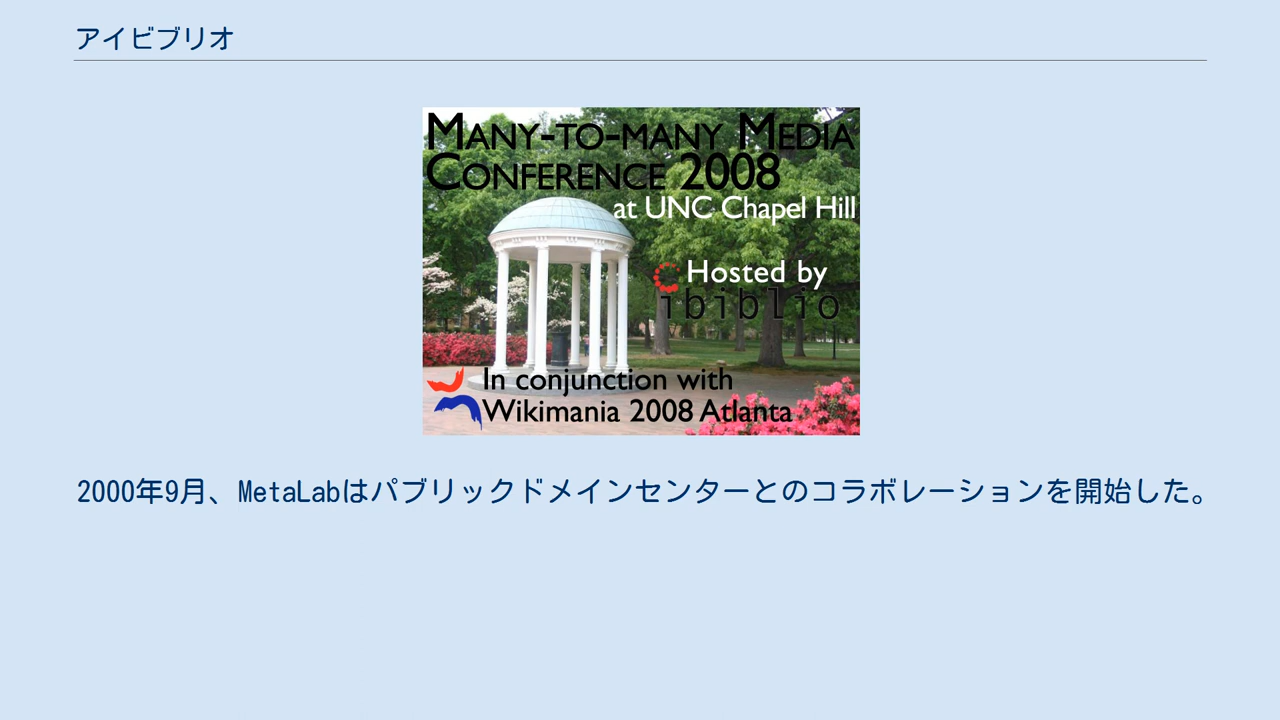 アイビブリオ
Many-to-many Media
Conference 2008
at UNC Chapel Hill
Hosted by
ibiblio
In conjunction with
Wikimania 2008 Atlanta
2000年9月、MetaLabはパブリックドメインセンターとのコラボレーションを開始した。